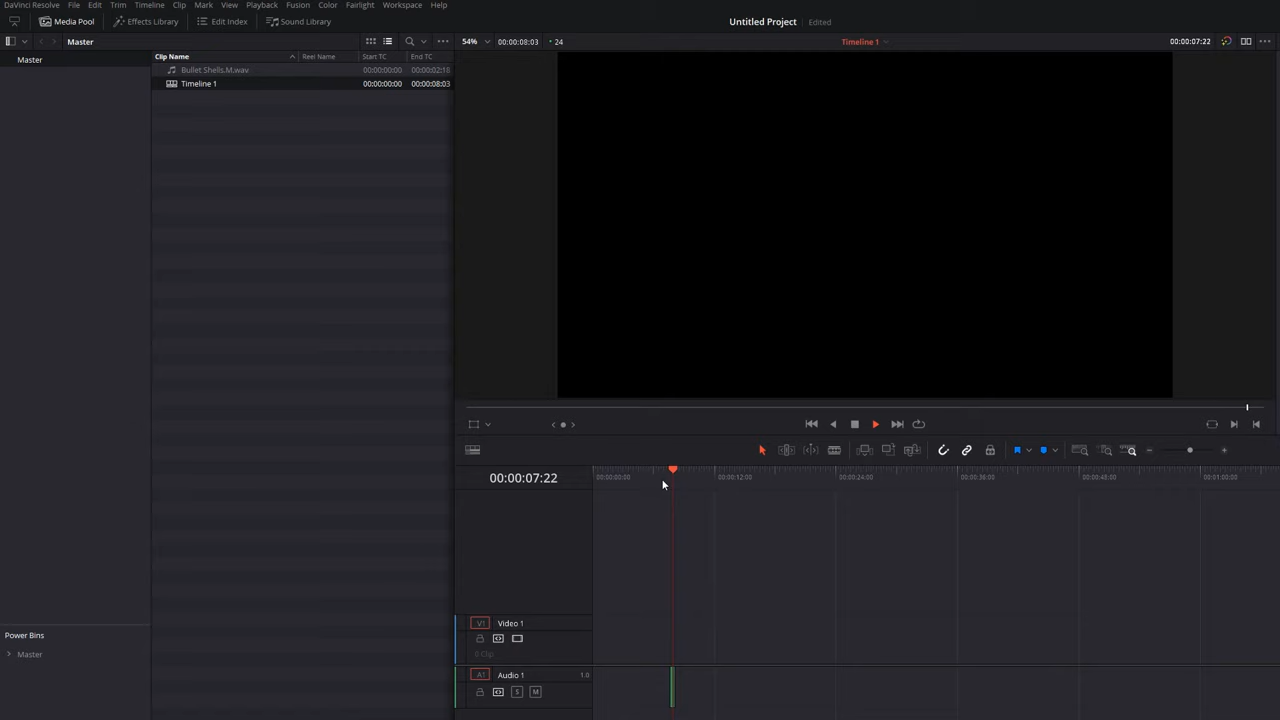 DaVinci Resolve File Edit Trim Timeline Clip Mark View Playback Fusion Color Fairlight Workspace Help
Media Pool Effects Library Edit Index Sound Library Untitled Project Edited
Master 54% 00:00:08:03 24 Timeline 1 00:00:07:22
Clip Name Reel Name Start TC End TC
Master
Bullet Shells.M.wav 00:00:00:00 00:00:02:18
Timeline 1 00:00:00:00 00:00:08:03
00:00:07:22
00:00:00:00 00:00:12:00 00:00:24:00 00:00:36:00 00:00:48:00 00:01:00:00
V1 Video 1
0 Clip
Power Bins
Master
A1 Audio 1 1.0
S M